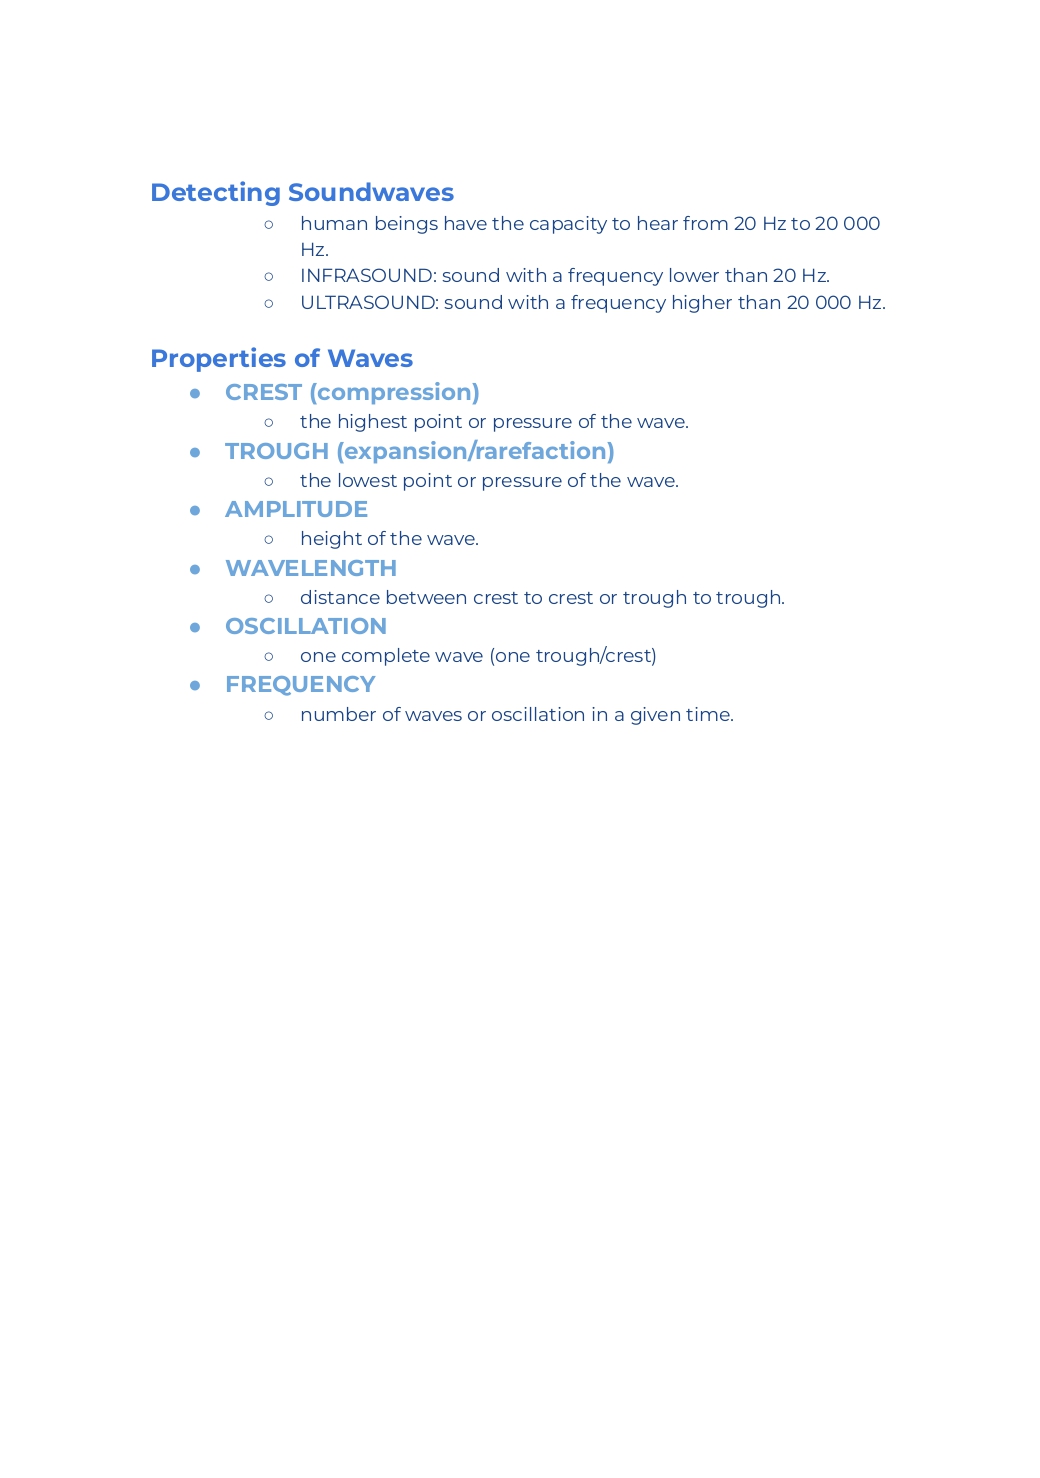 Detecting Soundwaves
○ human beings have the capacity to hear from 20 Hz to 20 000
Hz.
○ INFRASOUND: sound with a frequency lower than 20 Hz.
○ ULTRASOUND: sound with a frequency higher than 20 000 Hz.
Properties of Waves
● CREST (compression)
○ the highest point or pressure of the wave.
● TROUGH (expansion/rarefaction)
○ the lowest point or pressure of the wave.
● AMPLITUDE
○ height of the wave.
● WAVELENGTH
○ distance between crest to crest or trough to trough.
● OSCILLATION
○ one complete wave (one trough/crest)
● FREQUENCY
○ number of waves or oscillation in a given time.